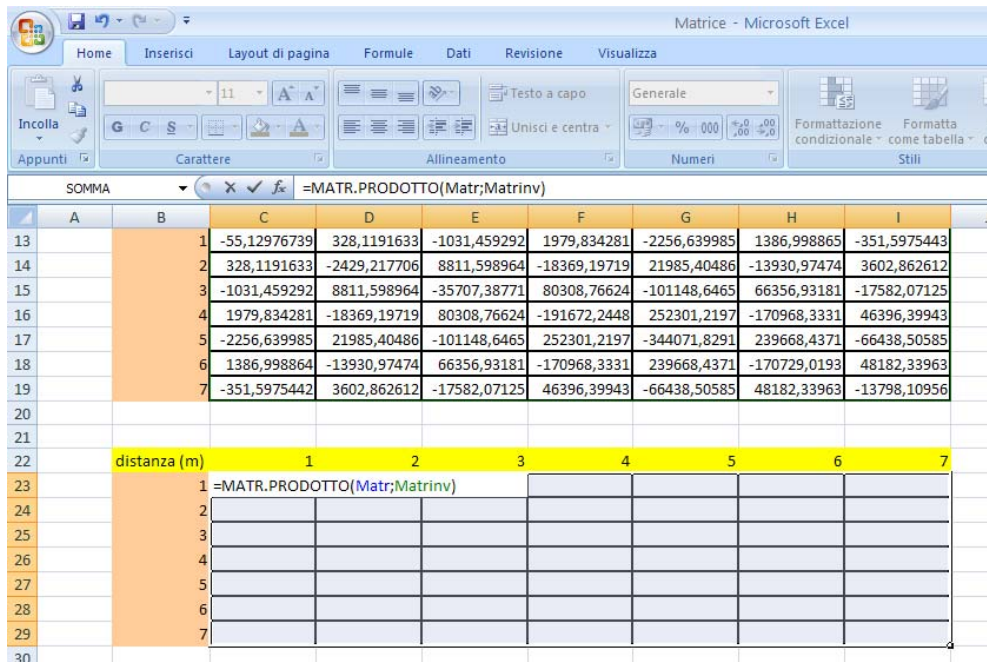 Matrice - Microsoft Excel
Home Inserisci Layout di pagina Formule Dati Revisione Visualizza
11 A A Testo a capo Generale
Incolla G C S A Unisci e centra % 000 ,00 ,00 Formattazione condizionale Formatta come tabella
Appunti Carattere Allineamento Numeri Stili
SOMMA fx =MATR.PRODOTTO(Matr;Matrinv)
A B C D E F G H I
13 1 -55,12976739 328,1191633 -1031,459292 1979,834281 -2256,639985 1386,998865 -351,5975443
14 2 328,1191633 -2429,217706 8811,598964 -18369,19719 21985,40486 -13930,97474 3602,862612
15 3 -1031,459292 8811,598964 -35707,38771 80308,76624 -101148,6465 66356,93181 -17582,07125
16 4 1979,834281 -18369,19719 80308,76624 -191672,2448 252301,2197 -170968,3331 46396,39943
17 5 -2256,639985 21985,40486 -101148,6465 252301,2197 -344071,8291 239668,4371 -66438,50585
18 6 1386,998864 -13930,97474 66356,93181 -170968,3331 239668,4371 -170729,0193 48182,33963
19 7 -351,5975442 3602,862612 -17582,07125 46396,39943 -66438,50585 48182,33963 -13798,10956
20
21
22 distanza (m) 1 2 3 4 5 6 7
23 1 =MATR.PRODOTTO(Matr;Matrinv)
24 2
25 3
26 4
27 5
28 6
29 7
30